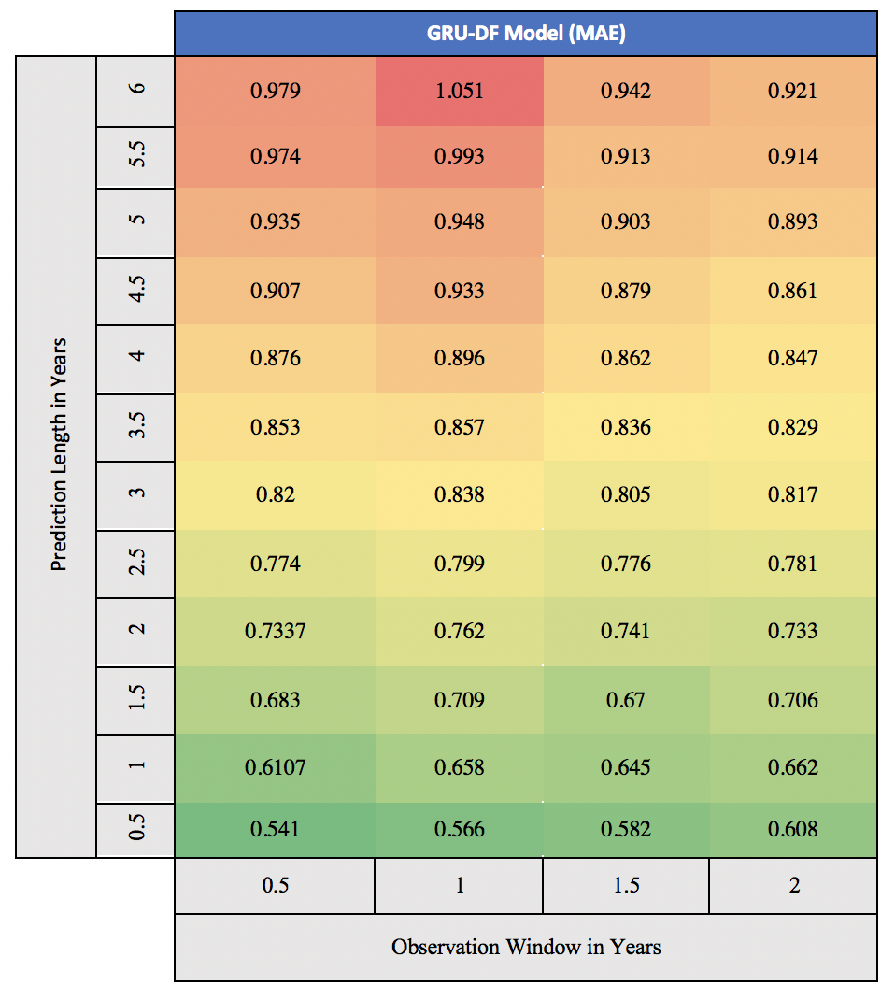 GRU-DF Model (MAE)
Prediction Length in Years
6 0.979 1.051 0.942 0.921
5.5 0.974 0.993 0.913 0.914
5 0.935 0.948 0.903 0.893
4.5 0.907 0.933 0.879 0.861
4 0.876 0.896 0.862 0.847
3.5 0.853 0.857 0.836 0.829
3 0.82 0.838 0.805 0.817
2.5 0.774 0.799 0.776 0.781
2 0.7337 0.762 0.741 0.733
1.5 0.683 0.709 0.67 0.706
1 0.6107 0.658 0.645 0.662
0.5 0.541 0.566 0.582 0.608
0.5 1 1.5 2
Observation Window in Years